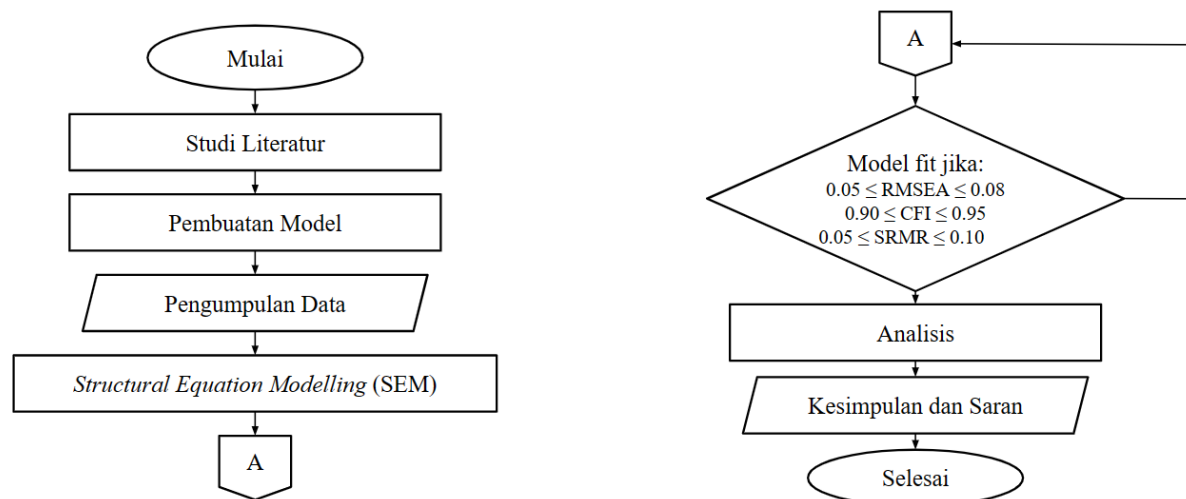 Mulai
Studi Literatur
Pembuatan Model
Pengumpulan Data
Structural Equation Modelling (SEM)
A
A
Model fit jika:
0.05 ≤ RMSEA ≤ 0.08
0.90 ≤ CFI ≤ 0.95
0.05 ≤ SRMR ≤ 0.10
Analisis
Kesimpulan dan Saran
Selesai